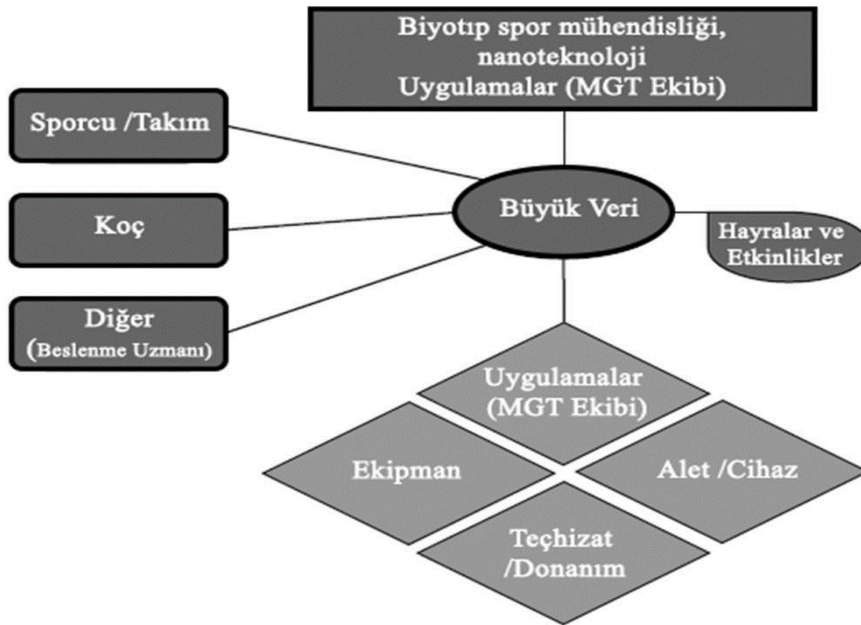 Biyotıp spor mühendisliği,
nanoteknoloji
Uygulamalar (MGT Ekibi)
Sporcu /Takım
Koç
Diğer
(Beslenme Uzmanı)
Büyük Veri
Hayralar ve
Etkinlikler
Uygulamalar
(MGT Ekibi)
Ekipman
Alet /Cihaz
Teçhizat
/Donanım